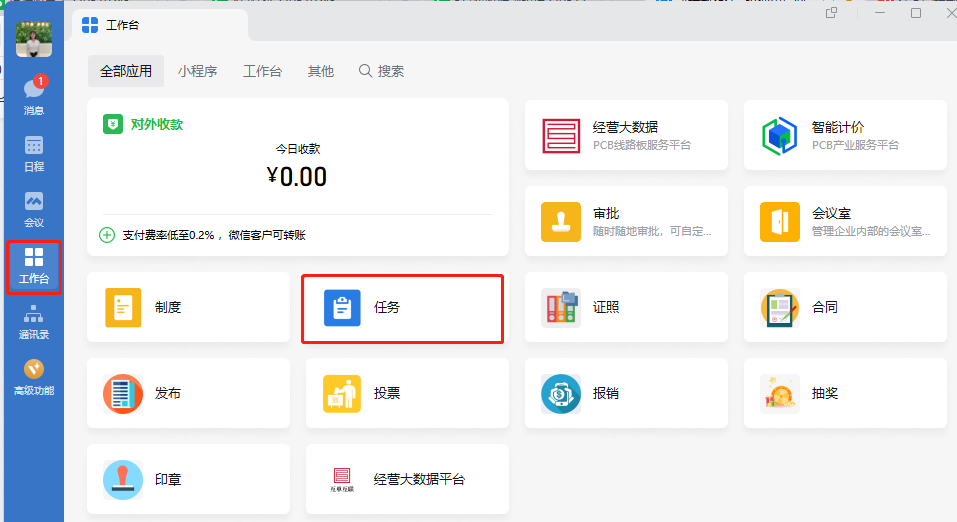 工作台
1
消息
日程
会议
工作台
通讯录
高级功能
全部应用
小程序
工作台
其他
搜索
对外收款
今日收款
¥0.00
支付费率低至0.2% ，微信客户可转账
经营大数据
PCB线路板服务平台
智能计价
PCB产业服务平台
审批
随时随地审批，可自定...
会议室
管理企业内部的会议室...
制度
任务
证照
合同
发布
投票
报销
抽奖
印章
经营大数据平台